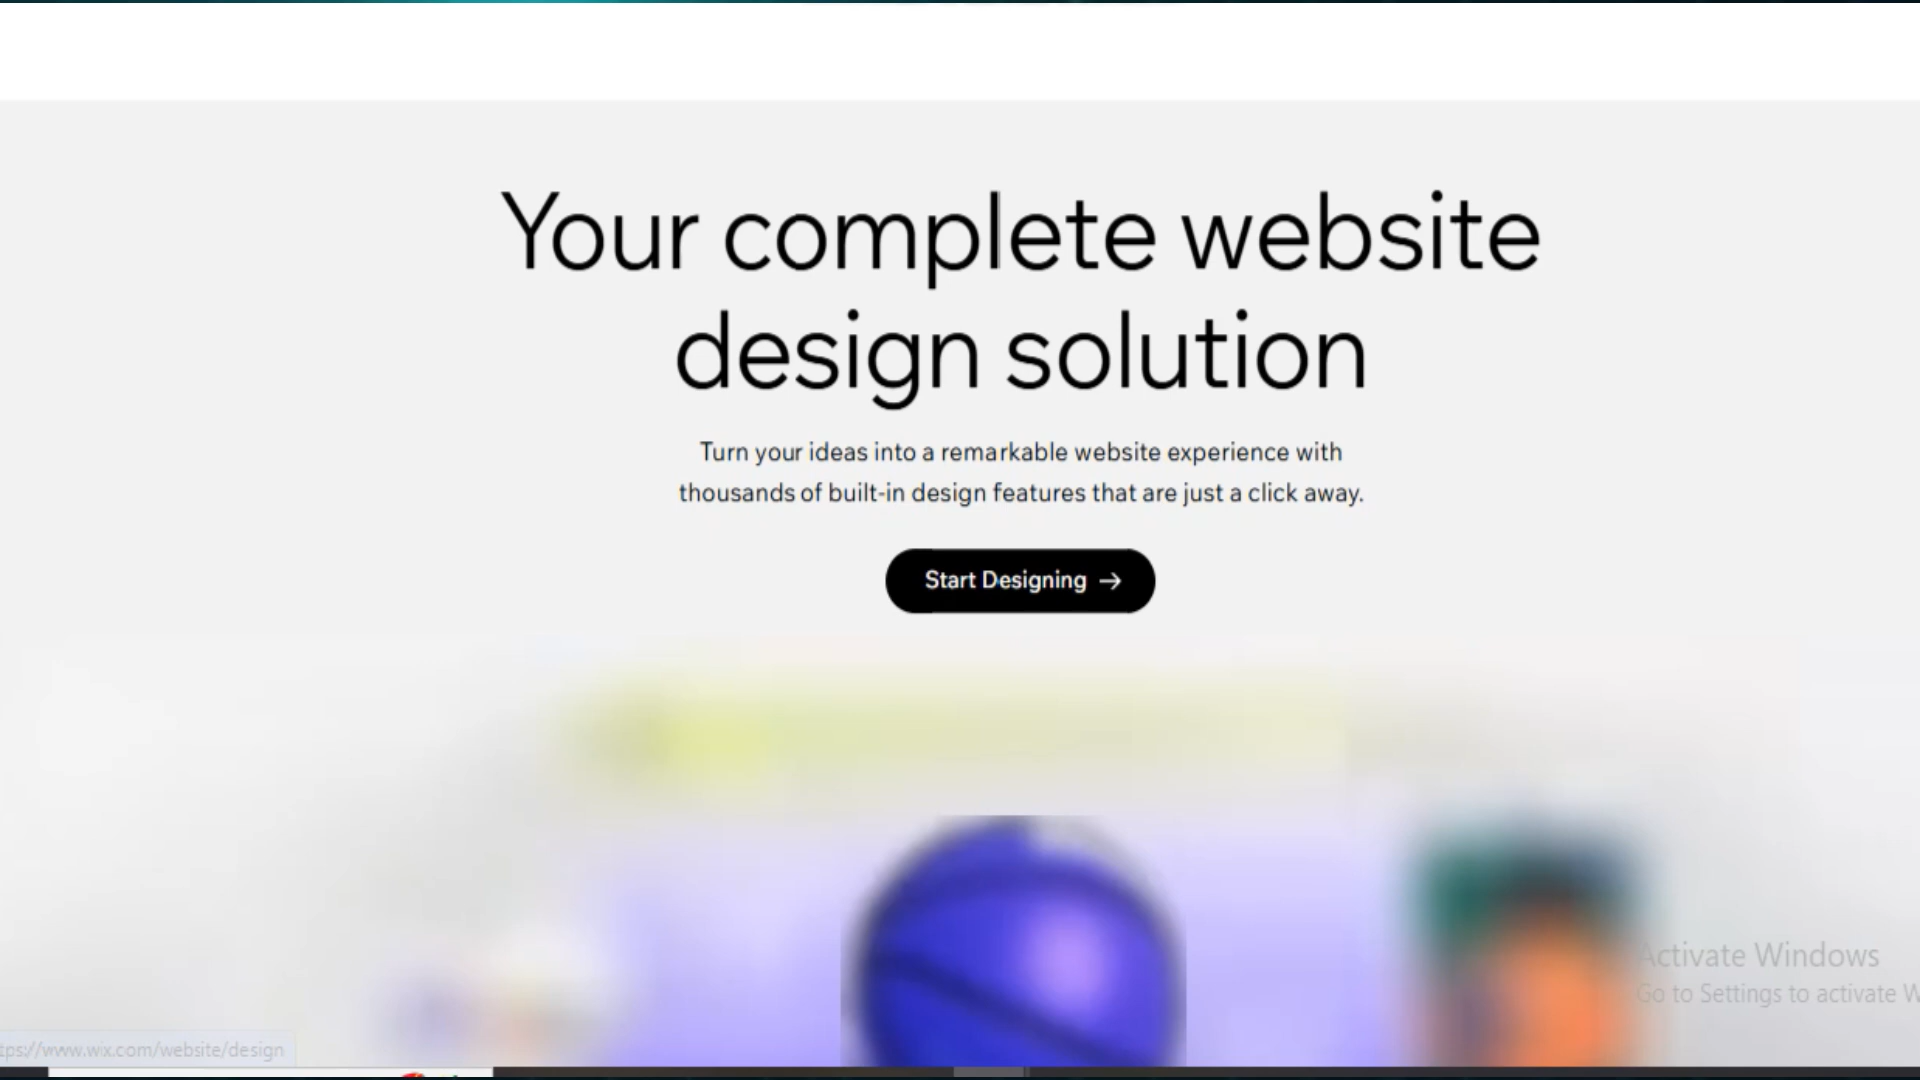 Your complete website
design solution
Turn your ideas into a remarkable website experience with
thousands of built-in design features that are just a click away.
Start Designing →
Activate Windows
Go to Settings to activate W
tps://www.wix.com/website/design